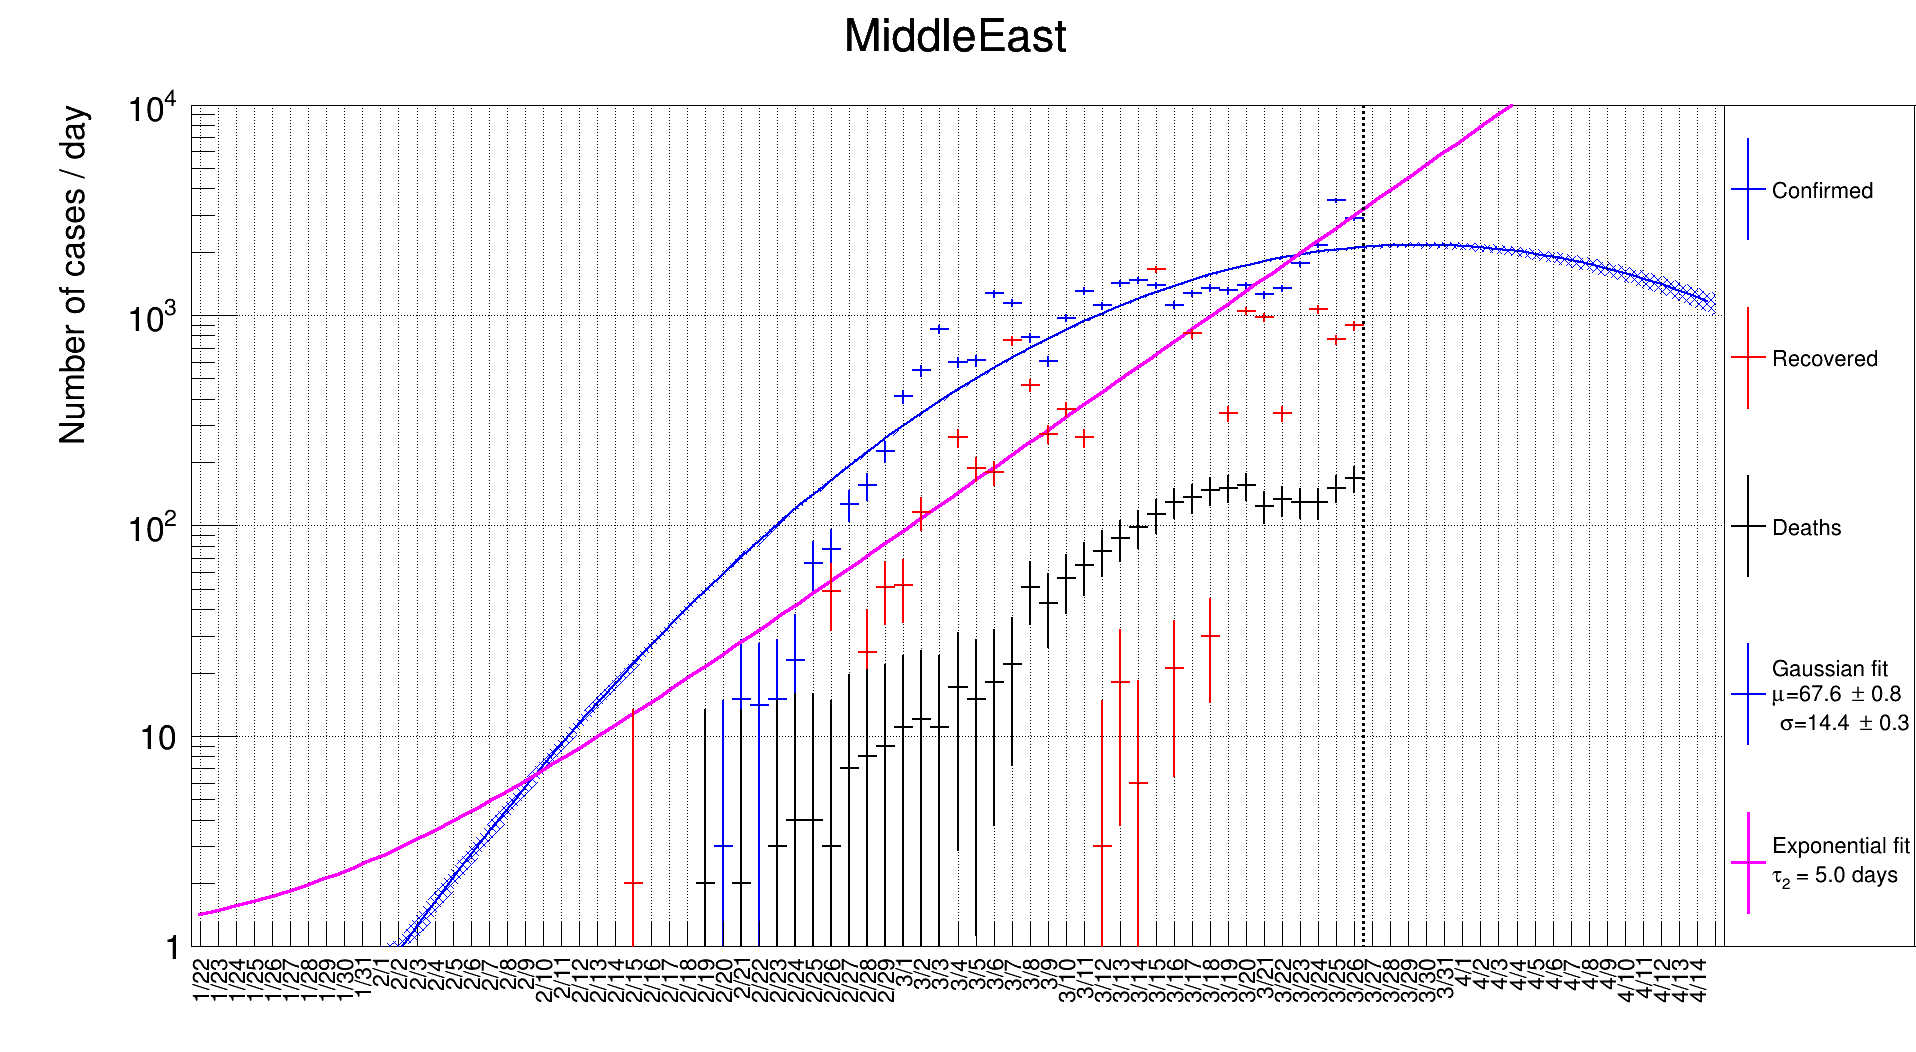 MiddleEast
Number of cases / day
10⁴
10³
10²
10
1
1/22 1/23 1/24 1/25 1/26 1/27 1/28 1/29 1/30 1/31 2/1 2/2 2/3 2/4 2/5 2/6 2/7 2/8 2/9 2/10 2/11 2/12 2/13 2/14 2/15 2/16 2/17 2/18 2/19 2/20 2/21 2/22 2/23 2/24 2/25 2/26 2/27 2/28 2/29 3/1 3/2 3/3 3/4 3/5 3/6 3/7 3/8 3/9 3/10 3/11 3/12 3/13 3/14 3/15 3/16 3/17 3/18 3/19 3/20 3/21 3/22 3/23 3/24 3/25 3/26 3/27 3/28 3/29 3/30 3/31 4/1 4/2 4/3 4/4 4/5 4/6 4/7 4/8 4/9 4/10 4/11 4/12 4/13 4/14
Confirmed
Recovered
Deaths
Gaussian fit
μ=67.6 ± 0.8
σ=14.4 ± 0.3
Exponential fit
τ₂ = 5.0 days